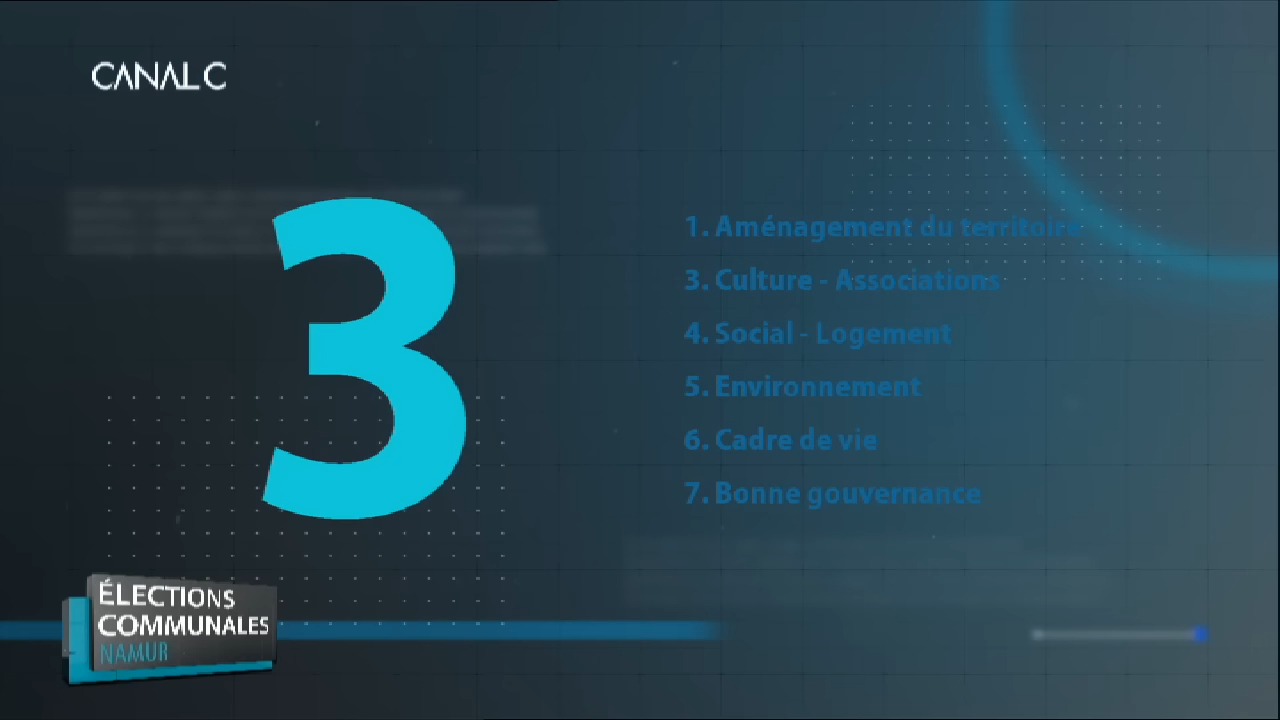 CANAL C
3
1. Aménagement du territoire
3. Culture - Associations
4. Social - Logement
5. Environnement
6. Cadre de vie
7. Bonne gouvernance
ÉLECTIONS
COMMUNALES
NAMUR